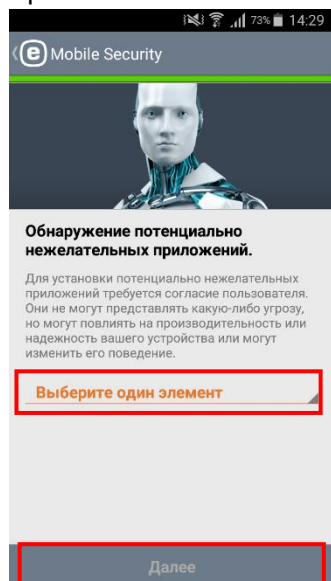 73% 14:29
e Mobile Security
Обнаружение потенциально
нежелательных приложений.
Для установки потенциально нежелательных
приложений требуется согласие пользователя.
Они не могут представлять какую-либо угрозу,
но могут повлиять на производительность или
надежность вашего устройства или могут
изменить его поведение.
Выберите один элемент
Далее